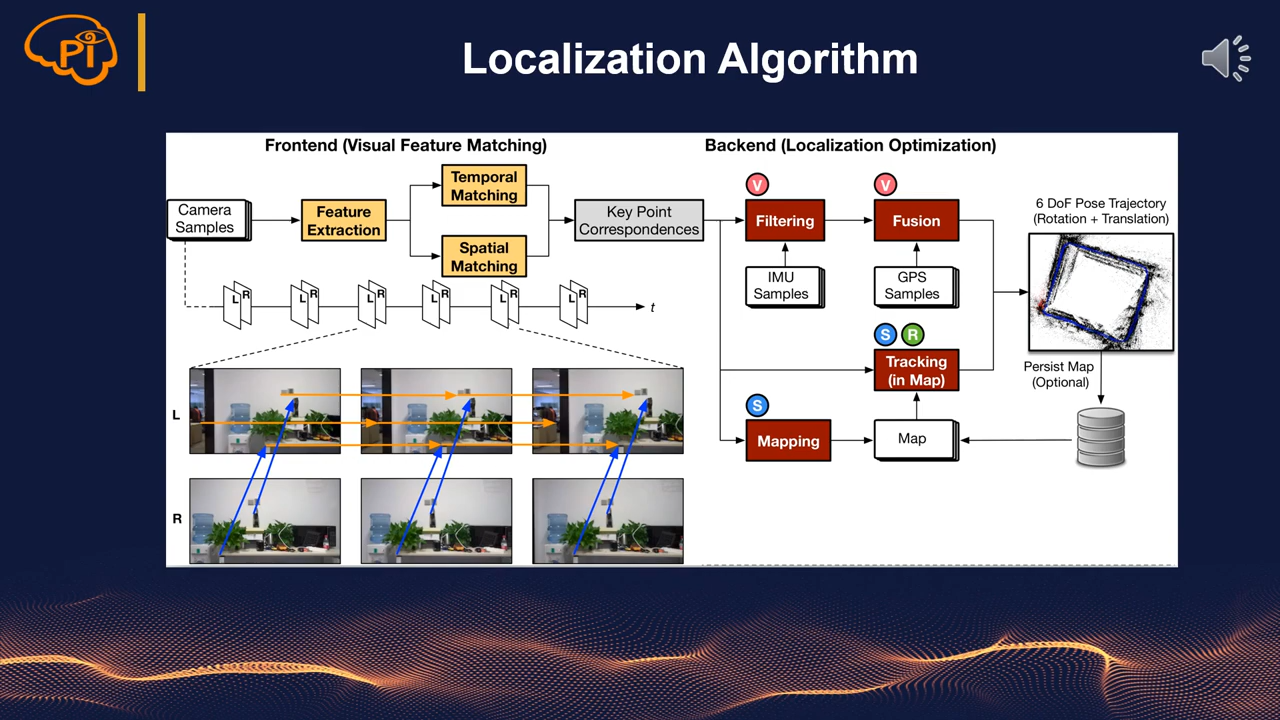 Pi
Localization Algorithm
Frontend (Visual Feature Matching)
Backend (Localization Optimization)
Camera
Samples
Feature
Extraction
Temporal
Matching
Spatial
Matching
Key Point
Correspondences
V
Filtering
V
Fusion
IMU
Samples
GPS
Samples
6 DoF Pose Trajectory
(Rotation + Translation)
L R
L R
L R
L R
L R
L R
t
S R
Tracking
(in Map)
Persist Map
(Optional)
S
Mapping
Map
L
R